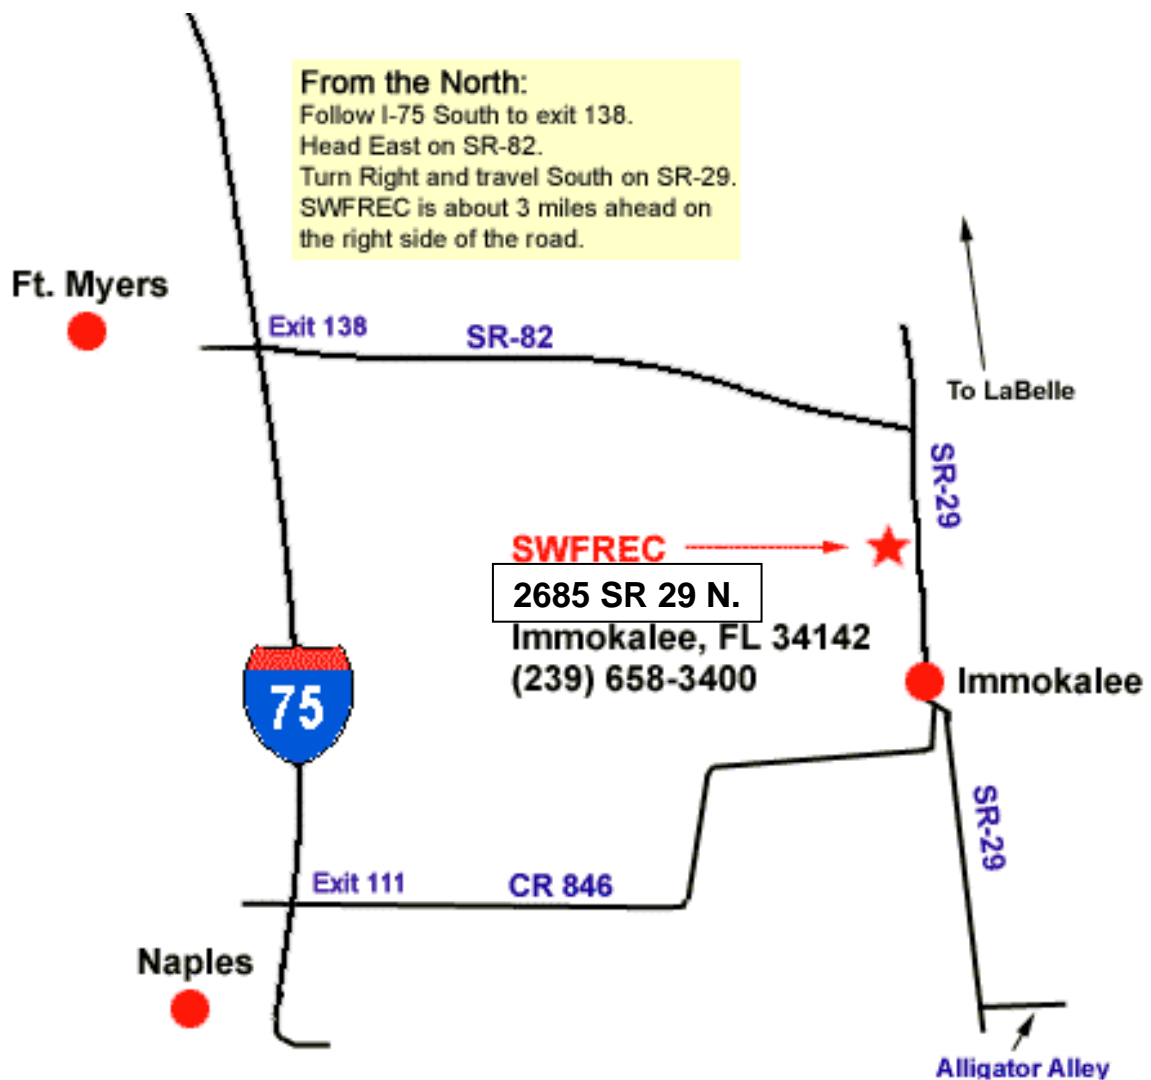 From the North:
Follow I-75 South to exit 138.
Head East on SR-82.
Turn Right and travel South on SR-29.
SWFREC is about 3 miles ahead on
the right side of the road.
Ft. Myers
Exit 138
SR-82
To LaBelle
SR-29
SWFREC
2685 SR 29 N.
Immokalee, FL 34142
(239) 658-3400
Immokalee
75
SR-29
Exit 111
CR 846
Naples
Alligator Alley